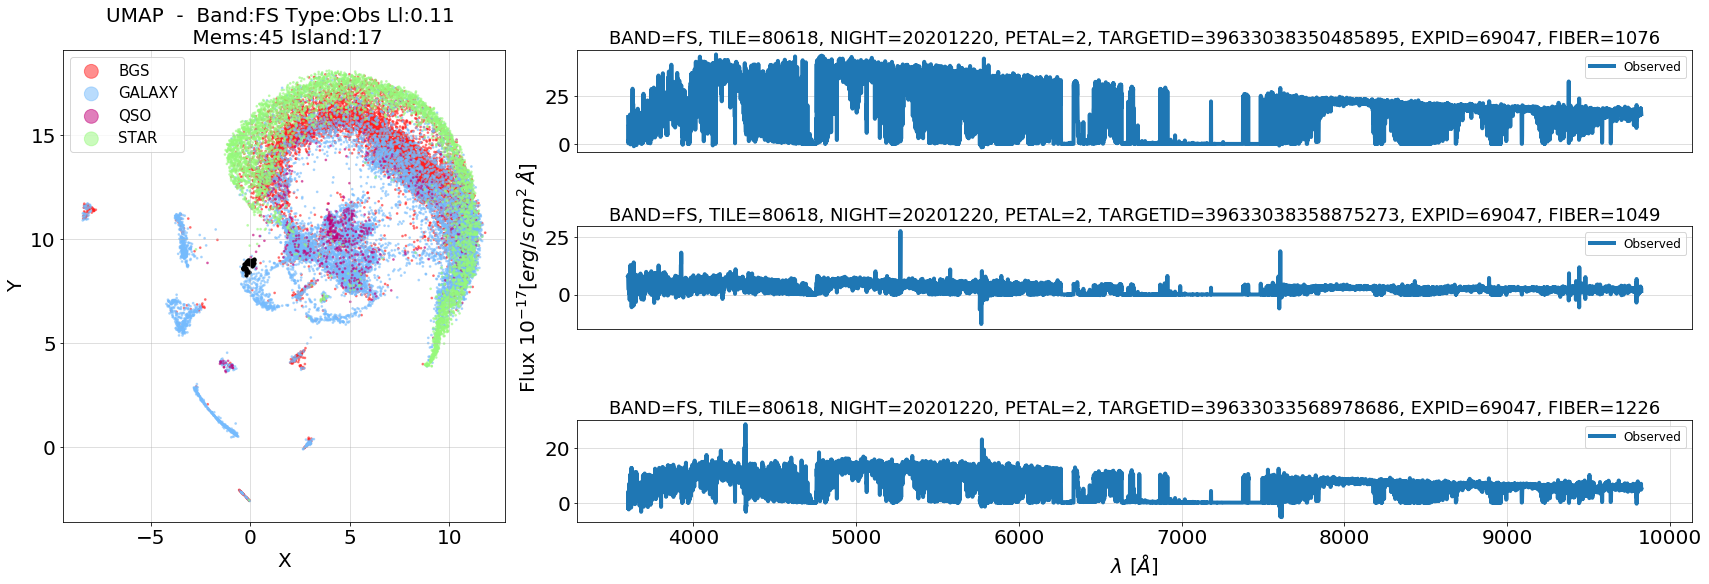 UMAP - Band:FS Type:Obs Ll:0.11
Mems:45 Island:17
BGS
GALAXY
QSO
STAR
15
10
5
0
−5
0
5
10
X
Y
BAND=FS, TILE=80618, NIGHT=20201220, PETAL=2, TARGETID=39633038350485895, EXPID=69047, FIBER=1076
Observed
25
0
BAND=FS, TILE=80618, NIGHT=20201220, PETAL=2, TARGETID=39633038358875273, EXPID=69047, FIBER=1049
Observed
25
0
BAND=FS, TILE=80618, NIGHT=20201220, PETAL=2, TARGETID=39633033568978686, EXPID=69047, FIBER=1226
Observed
20
0
4000
5000
6000
7000
8000
9000
10000
λ [Å]
Flux 10⁻¹⁷[erg/s cm² Å]